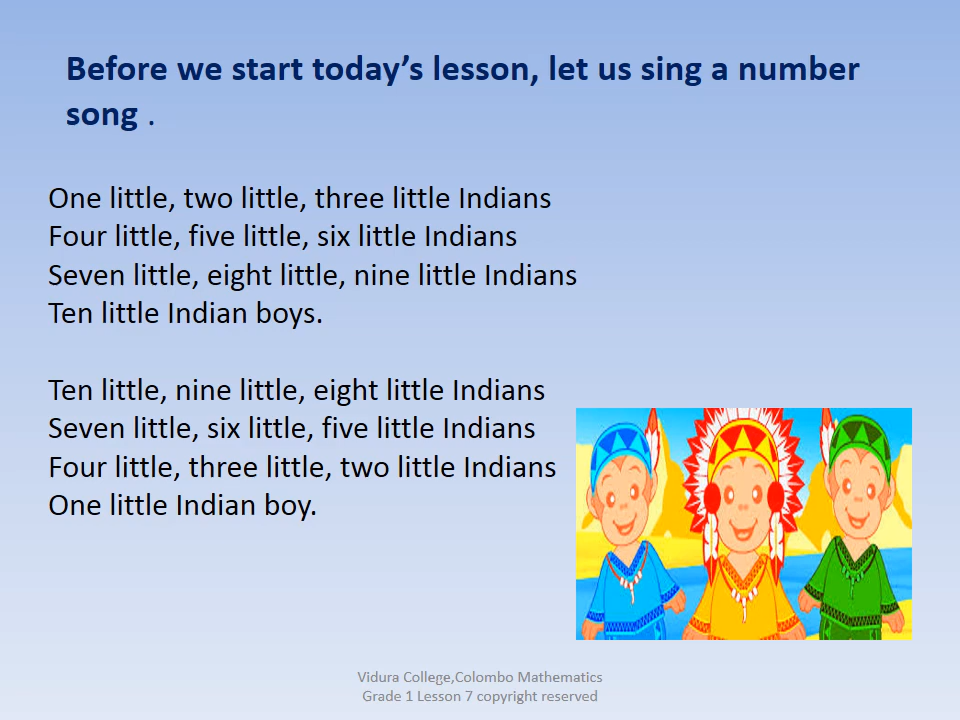 Before we start today’s lesson, let us sing a number
song .
One little, two little, three little Indians
Four little, five little, six little Indians
Seven little, eight little, nine little Indians
Ten little Indian boys.
Ten little, nine little, eight little Indians
Seven little, six little, five little Indians
Four little, three little, two little Indians
One little Indian boy.
Vidura College,Colombo Mathematics
Grade 1 Lesson 7 copyright reserved